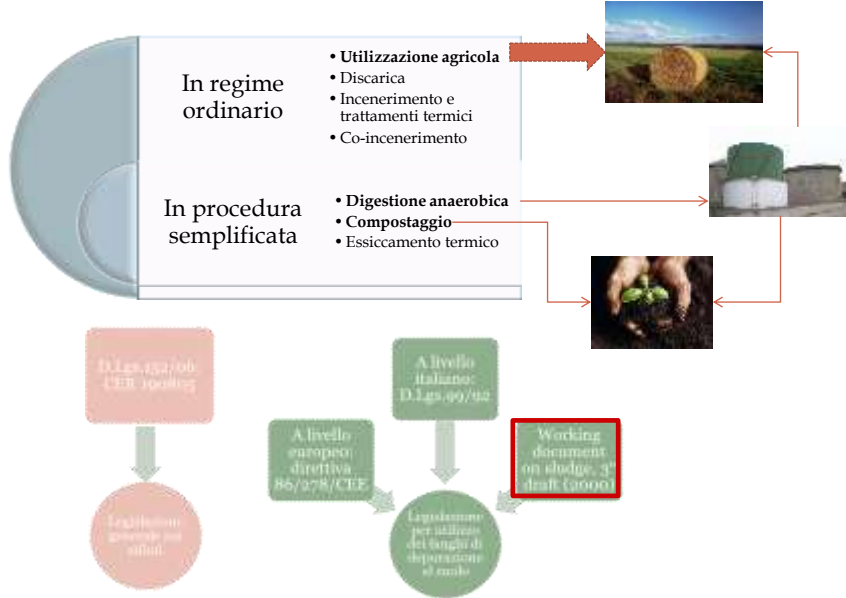 In regime
ordinario
• Utilizzazione agricola
• Discarica
• Incenerimento e
trattamenti termici
• Co-incenerimento
In procedura
semplificata
• Digestione anaerobica
• Compostaggio
• Essiccamento termico
D.Lgs.152/06:
CER 190805
A livello
italiano:
D.Lgs.99/92
A livello
europeo:
direttiva
86/278/CEE
Working
document
on sludge, 3°
draft (2000)
Legislazione
generale sui
rifiuti
Legislazione
per utilizzo
dei fanghi di
depurazione
al suolo